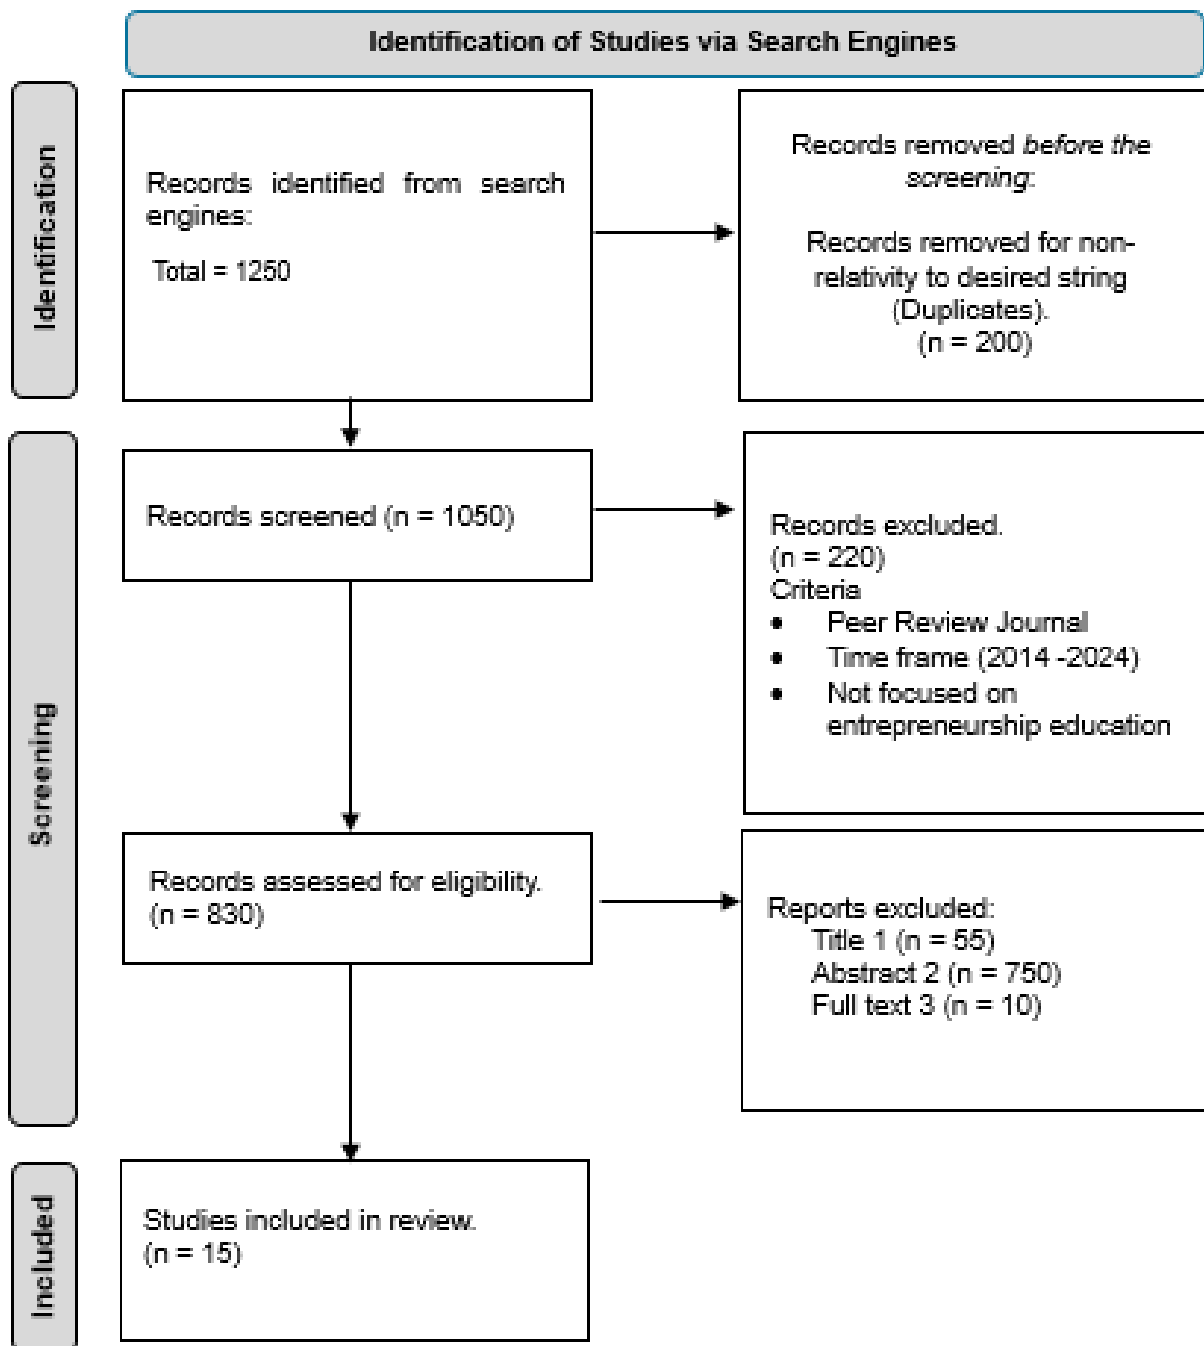 Identification of Studies via Search Engines
Identification
Records identified from search
engines:
Total = 1250
Records removed before the
screening:
Records removed for non-
relativity to desired string
(Duplicates).
(n = 200)
Screening
Records screened (n = 1050)
Records excluded.
(n = 220)
Criteria
• Peer Review Journal
• Time frame (2014 -2024)
• Not focused on
entrepreneurship education
Records assessed for eligibility.
(n = 830)
Reports excluded:
Title 1 (n = 55)
Abstract 2 (n = 750)
Full text 3 (n = 10)
Included
Studies included in review.
(n = 15)